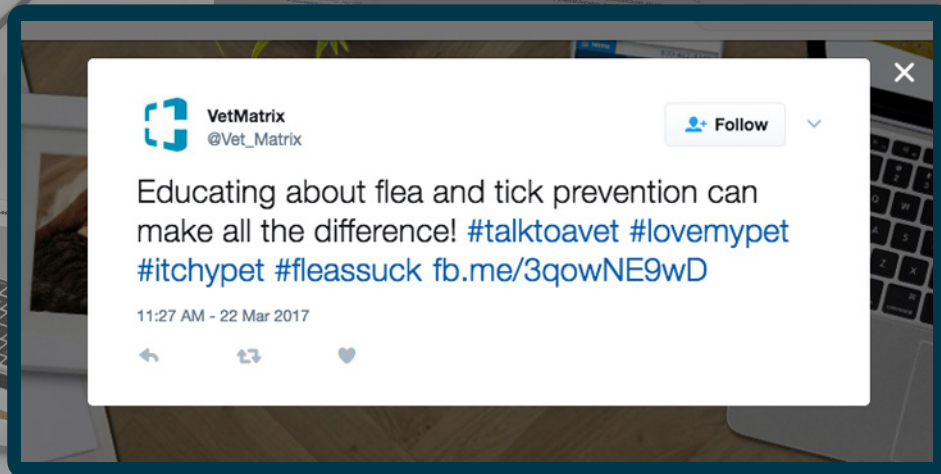 VetMatrix
@Vet_Matrix
Follow
Educating about flea and tick prevention can
make all the difference! #talktoavet #lovemypet
#itchypet #fleassuck fb.me/3qowNE9wD
11:27 AM - 22 Mar 2017